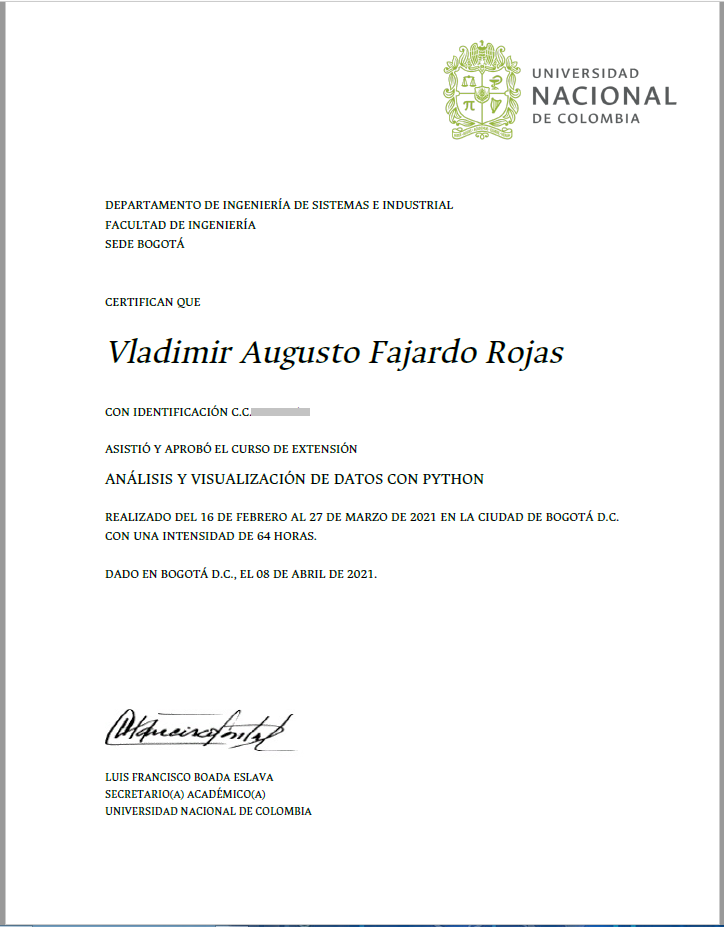 UNIVERSIDAD
NACIONAL
DE COLOMBIA
DEPARTAMENTO DE INGENIERÍA DE SISTEMAS E INDUSTRIAL
FACULTAD DE INGENIERÍA
SEDE BOGOTÁ
CERTIFICAN QUE
Vladimir Augusto Fajardo Rojas
CON IDENTIFICACIÓN C.C.
ASISTIÓ Y APROBÓ EL CURSO DE EXTENSIÓN
ANÁLISIS Y VISUALIZACIÓN DE DATOS CON PYTHON
REALIZADO DEL 16 DE FEBRERO AL 27 DE MARZO DE 2021 EN LA CIUDAD DE BOGOTÁ D.C.
CON UNA INTENSIDAD DE 64 HORAS.
DADO EN BOGOTÁ D.C., EL 08 DE ABRIL DE 2021.
LUIS FRANCISCO BOADA ESLAVA
SECRETARIO(A) ACADÉMICO(A)
UNIVERSIDAD NACIONAL DE COLOMBIA